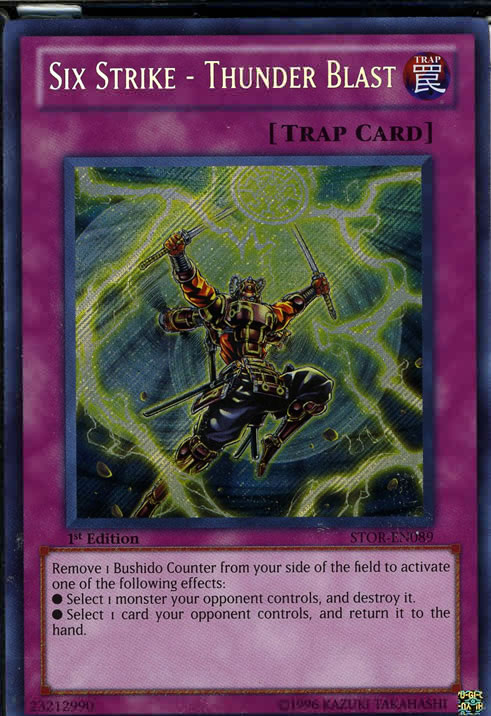 SIX STRIKE - THUNDER BLAST
TRAP
罠
[TRAP CARD]
1st Edition
STOR-EN089
Remove 1 Bushido Counter from your side of the field to activate
one of the following effects:
● Select 1 monster your opponent controls, and destroy it.
● Select 1 card your opponent controls, and return it to the
hand.
23212990
©1996 KAZUKI TAKAHASHI